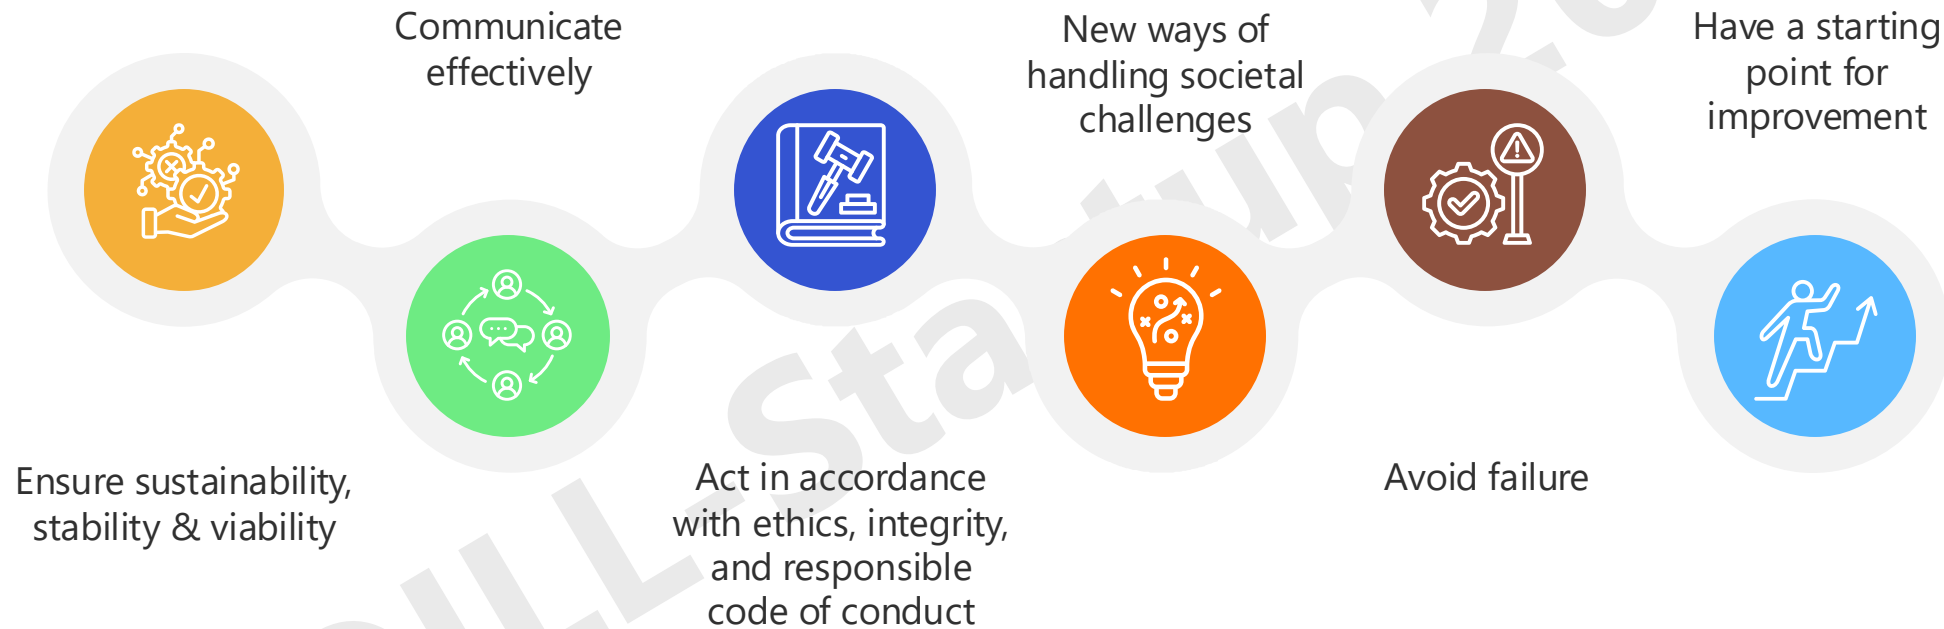 Ensure sustainability,
stability & viability
Communicate
effectively
Act in accordance
with ethics, integrity,
and responsible
code of conduct
New ways of
handling societal
challenges
Avoid failure
Have a starting
point for
improvement